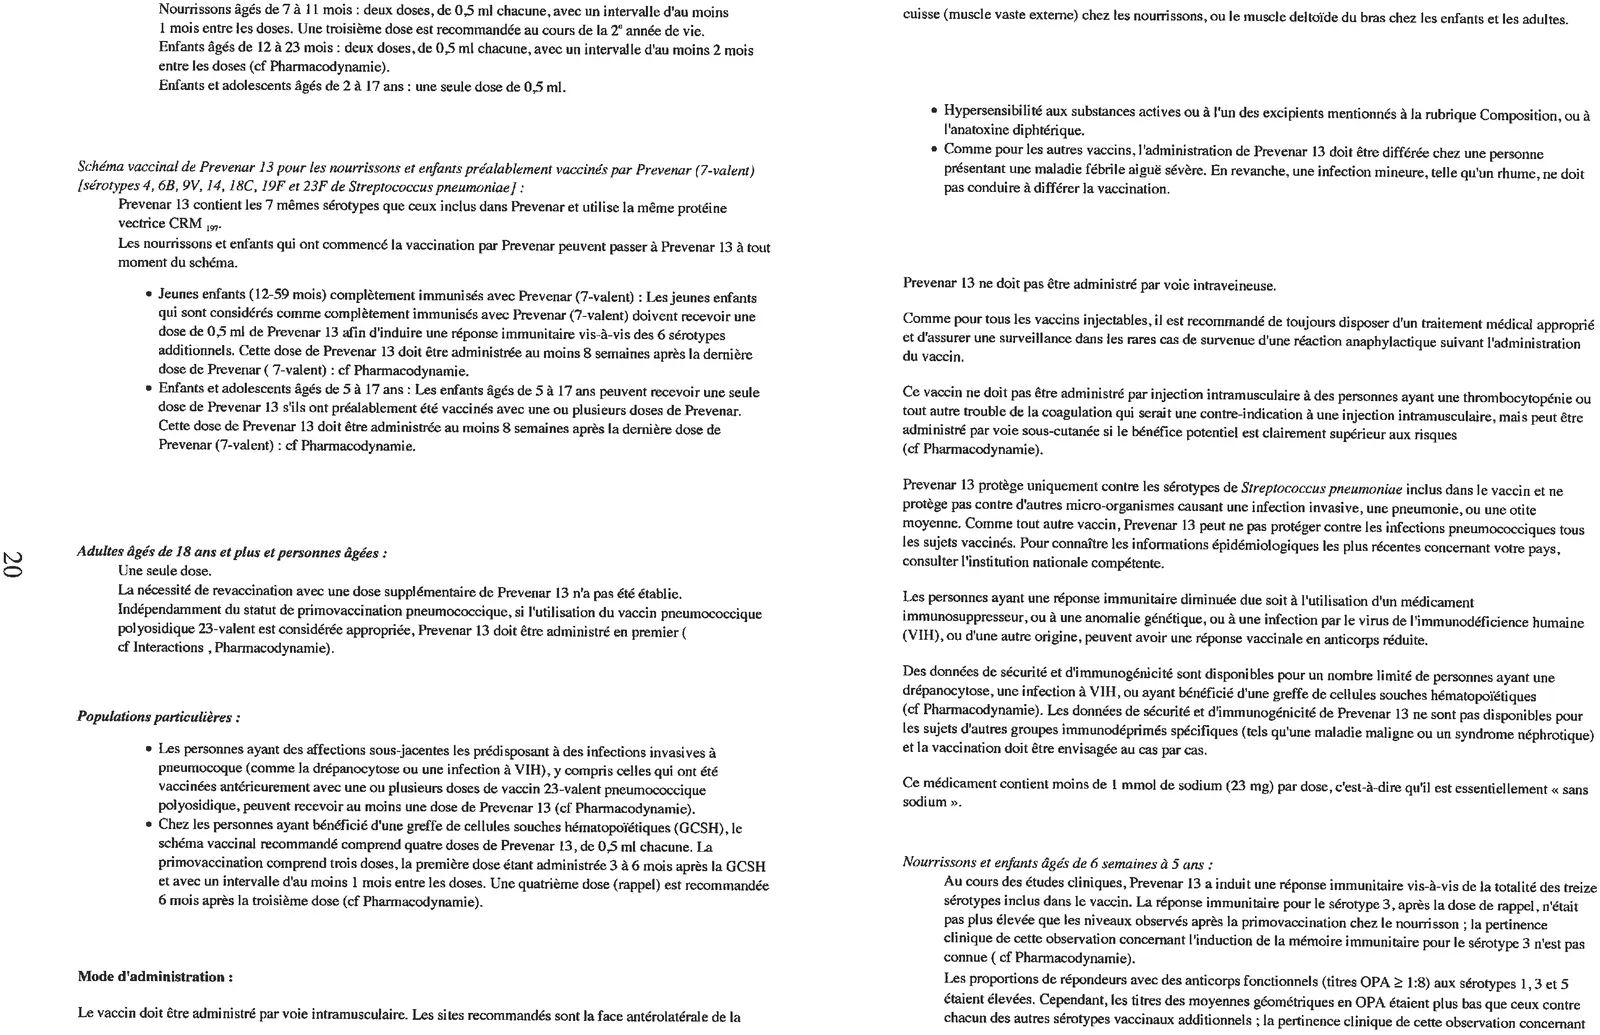 Nourrissons âgés de 7 à 11 mois : deux doses, de 0,5 ml chacune, avec un intervalle d'au moins
1 mois entre les doses. Une troisième dose est recommandée au cours de la 2e année de vie.
Enfants âgés de 12 à 23 mois : deux doses, de 0,5 ml chacune, avec un intervalle d'au moins 2 mois
entre les doses (cf Pharmacodynamie).
Enfants et adolescents âgés de 2 à 17 ans : une seule dose de 0,5 ml.
Schéma vaccinal de Prevenar 13 pour les nourrissons et enfants préalablement vaccinés par Prevenar (7-valent)
[sérotypes 4, 6B, 9V, 14, 18C, 19F et 23F de Streptococcus pneumoniae] :
Prevenar 13 contient les 7 mêmes sérotypes que ceux inclus dans Prevenar et utilise la même protéine
vectrice CRM 197.
Les nourrissons et enfants qui ont commencé la vaccination par Prevenar peuvent passer à Prevenar 13 à tout
moment du schéma.
• Jeunes enfants (12-59 mois) complètement immunisés avec Prevenar (7-valent) : Les jeunes enfants
qui sont considérés comme complètement immunisés avec Prevenar (7-valent) doivent recevoir une
dose de 0,5 ml de Prevenar 13 afin d'induire une réponse immunitaire vis-à-vis des 6 sérotypes
additionnels. Cette dose de Prevenar 13 doit être administrée au moins 8 semaines après la dernière
dose de Prevenar ( 7-valent) : cf Pharmacodynamie.
• Enfants et adolescents âgés de 5 à 17 ans : Les enfants âgés de 5 à 17 ans peuvent recevoir une seule
dose de Prevenar 13 s'ils ont préalablement été vaccinés avec une ou plusieurs doses de Prevenar.
Cette dose de Prevenar 13 doit être administrée au moins 8 semaines après la dernière dose de
Prevenar (7-valent) : cf Pharmacodynamie.
Adultes âgés de 18 ans et plus et personnes âgées :
Une seule dose.
La nécessité de revaccination avec une dose supplémentaire de Prevenar 13 n'a pas été établie.
Indépendamment du statut de primovaccination pneumococcique, si l'utilisation du vaccin pneumococcique
polyosidique 23-valent est considérée appropriée, Prevenar 13 doit être administré en premier (
cf Interactions , Pharmacodynamie).
Populations particulières :
• Les personnes ayant des affections sous-jacentes les prédisposant à des infections invasives à
pneumocoque (comme la drépanocytose ou une infection à VIH), y compris celles qui ont été
vaccinées antérieurement avec une ou plusieurs doses de vaccin 23-valent pneumococcique
polyosidique, peuvent recevoir au moins une dose de Prevenar 13 (cf Pharmacodynamie).
• Chez les personnes ayant bénéficié d'une greffe de cellules souches hématopoïétiques (GCSH), le
schéma vaccinal recommandé comprend quatre doses de Prevenar 13, de 0,5 ml chacune. La
primovaccination comprend trois doses, la première dose étant administrée 3 à 6 mois après la GCSH
et avec un intervalle d'au moins 1 mois entre les doses. Une quatrième dose (rappel) est recommandée
6 mois après la troisième dose (cf Pharmacodynamie).
Mode d'administration :
Le vaccin doit être administré par voie intramusculaire. Les sites recommandés sont la face antérolatérale de la
20
cuisse (muscle vaste externe) chez les nourrissons, ou le muscle deltoïde du bras chez les enfants et les adultes.
• Hypersensibilité aux substances actives ou à l'un des excipients mentionnés à la rubrique Composition, ou à
l'anatoxine diphtérique.
• Comme pour les autres vaccins, l'administration de Prevenar 13 doit être différée chez une personne
présentant une maladie fébrile aiguë sévère. En revanche, une infection mineure, telle qu'un rhume, ne doit
pas conduire à différer la vaccination.
Prevenar 13 ne doit pas être administré par voie intraveineuse.
Comme pour tous les vaccins injectables, il est recommandé de toujours disposer d'un traitement médical approprié
et d'assurer une surveillance dans les rares cas de survenue d'une réaction anaphylactique suivant l'administration
du vaccin.
Ce vaccin ne doit pas être administré par injection intramusculaire à des personnes ayant une thrombocytopénie ou
tout autre trouble de la coagulation qui serait une contre-indication à une injection intramusculaire, mais peut être
administré par voie sous-cutanée si le bénéfice potentiel est clairement supérieur aux risques
(cf Pharmacodynamie).
Prevenar 13 protège uniquement contre les sérotypes de Streptococcus pneumoniae inclus dans le vaccin et ne
protège pas contre d'autres micro-organismes causant une infection invasive, une pneumonie, ou une otite
moyenne. Comme tout autre vaccin, Prevenar 13 peut ne pas protéger contre les infections pneumococciques tous
les sujets vaccinés. Pour connaître les informations épidémiologiques les plus récentes concernant votre pays,
consulter l'institution nationale compétente.
Les personnes ayant une réponse immunitaire diminuée due soit à l'utilisation d'un médicament
immunosuppresseur, ou à une anomalie génétique, ou à une infection par le virus de l'immunodéficience humaine
(VIH), ou d'une autre origine, peuvent avoir une réponse vaccinale en anticorps réduite.
Des données de sécurité et d'immunogénicité sont disponibles pour un nombre limité de personnes ayant une
drépanocytose, une infection à VIH, ou ayant bénéficié d'une greffe de cellules souches hématopoïétiques
(cf Pharmacodynamie). Les données de sécurité et d'immunogénicité de Prevenar 13 ne sont pas disponibles pour
les sujets d'autres groupes immunodéprimés spécifiques (tels qu'une maladie maligne ou un syndrome néphrotique)
et la vaccination doit être envisagée au cas par cas.
Ce médicament contient moins de 1 mmol de sodium (23 mg) par dose, c'est-à-dire qu'il est essentiellement « sans
sodium ».
Nourrissons et enfants âgés de 6 semaines à 5 ans :
Au cours des études cliniques, Prevenar 13 a induit une réponse immunitaire vis-à-vis de la totalité des treize
sérotypes inclus dans le vaccin. La réponse immunitaire pour le sérotype 3, après la dose de rappel, n'était
pas plus élevée que les niveaux observés après la primovaccination chez le nourrisson ; la pertinence
clinique de cette observation concernant l'induction de la mémoire immunitaire pour le sérotype 3 n'est pas
connue ( cf Pharmacodynamie).
Les proportions de répondeurs avec des anticorps fonctionnels (titres OPA ≥ 1:8) aux sérotypes 1, 3 et 5
étaient élevées. Cependant, les titres des moyennes géométriques en OPA étaient plus bas que ceux contre
chacun des autres sérotypes vaccinaux additionnels ; la pertinence clinique de cette observation concernant